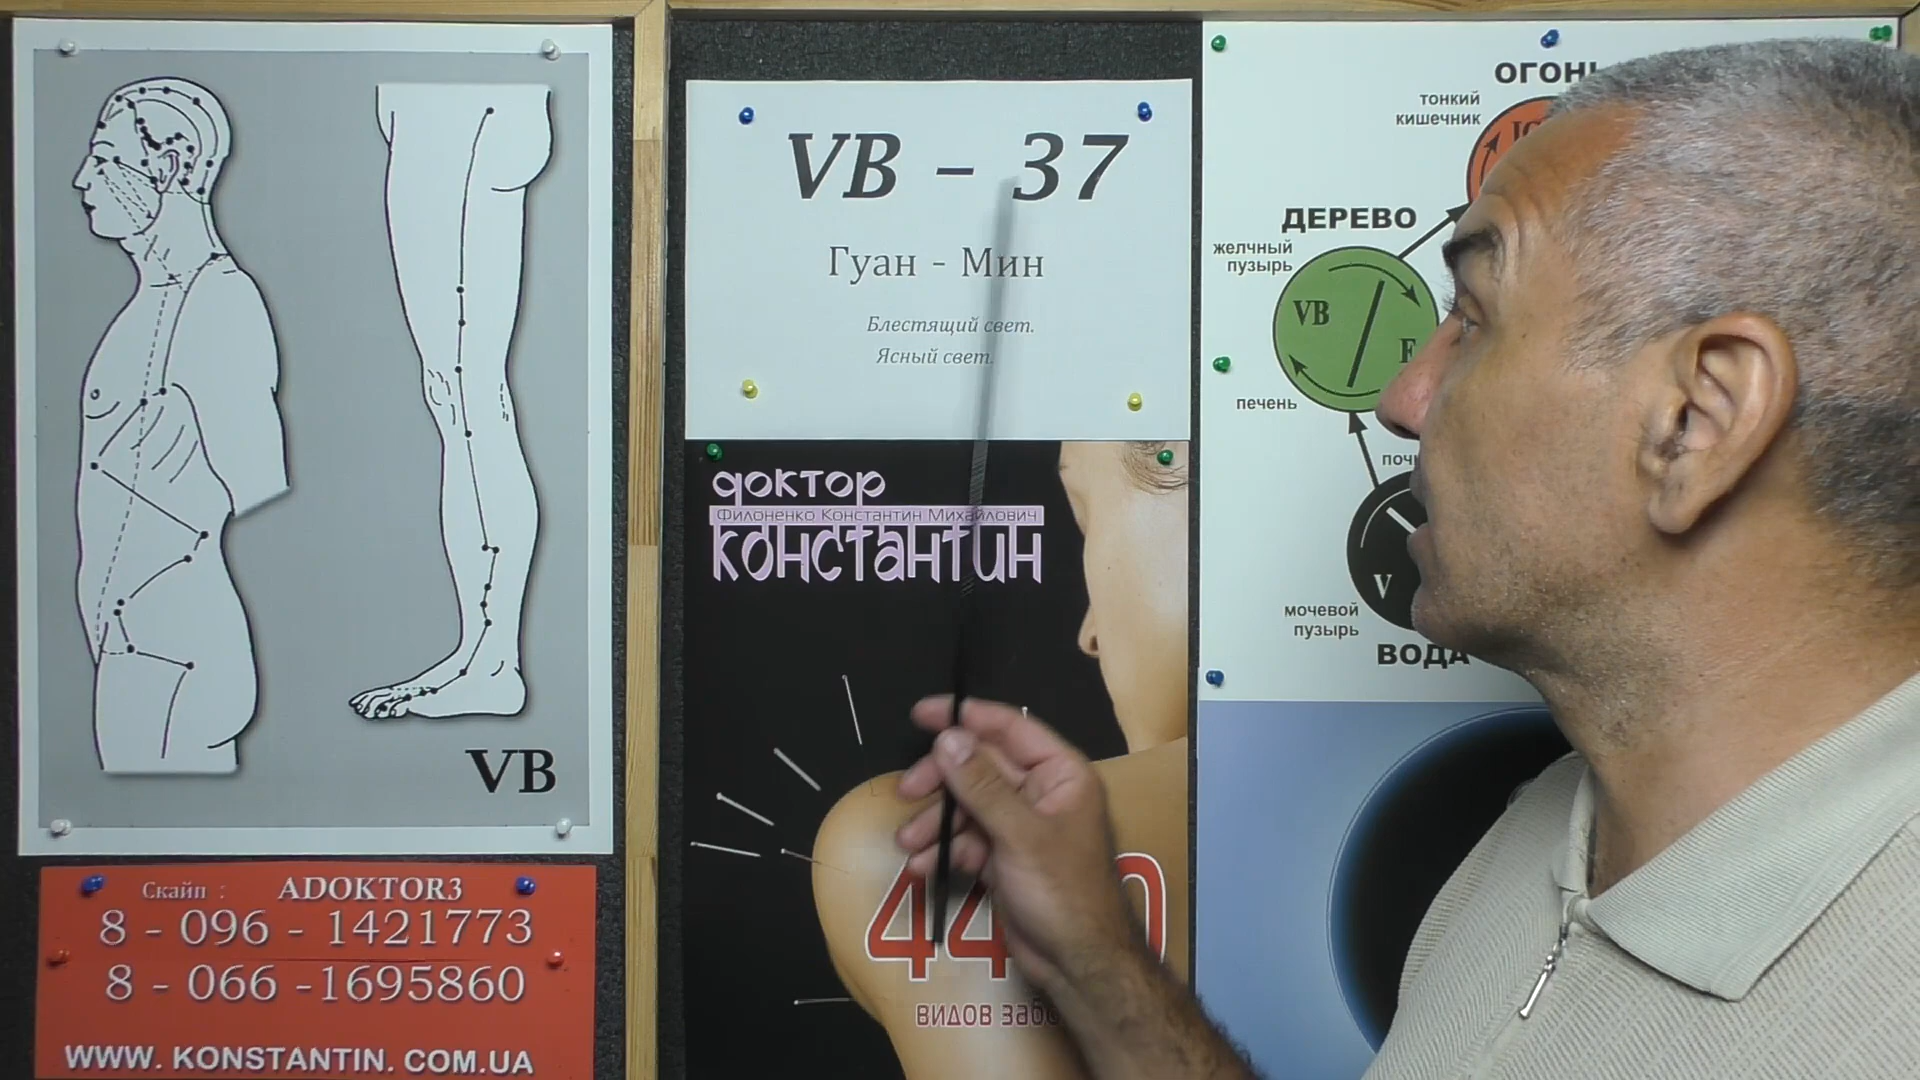 VB
Скайп : ADOKTOR3
8 - 096 - 1421773
8 - 066 -1695860
WWW. KONSTANTIN. COM.UA
VB - 37
Гуан - Мин
Блестящий свет.
Ясный свет.
доктор
Филоненко Константин Михайлович
константин
видов
ОГОНЬ
тонкий
кишечник
ДЕРЕВО
желчный
пузырь
VB
F
печень
V
мочевой
пузырь
ВОДА